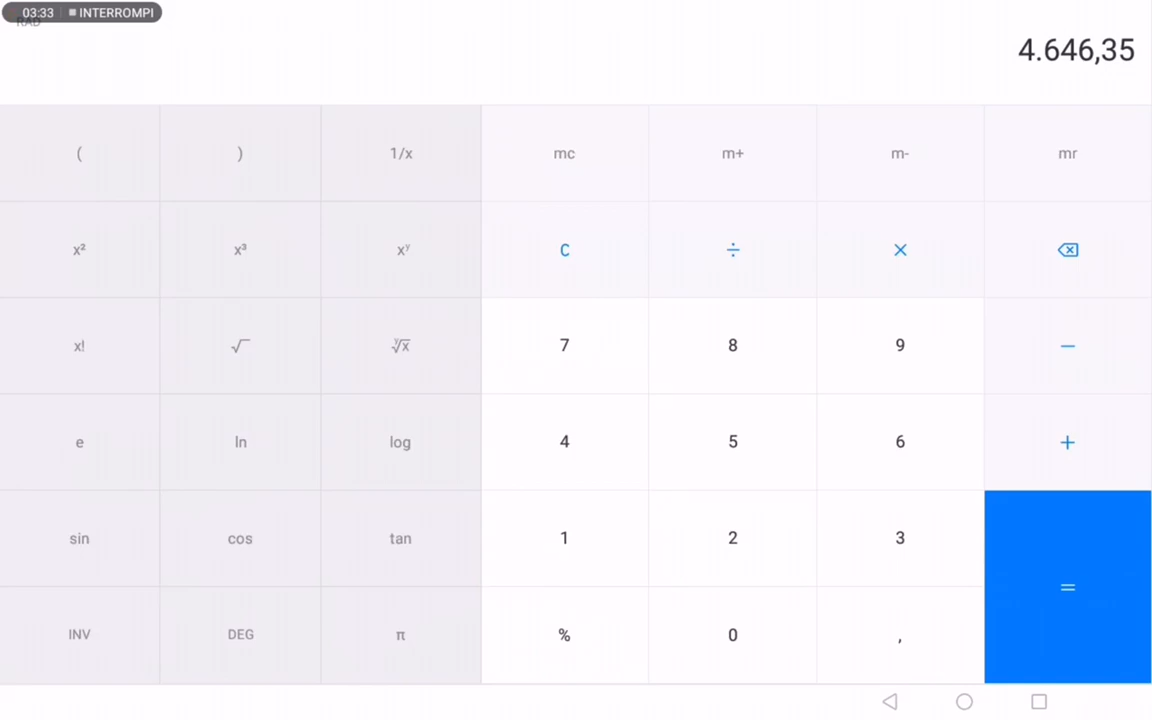 03:33 INTERROMPI
RAD
4.646,35
( ) 1/x mc m+ m- mr
x² x³ xʸ C ÷ ×
x! √ ʸ√x 7 8 9 −
e ln log 4 5 6 +
sin cos tan 1 2 3
INV DEG π % 0 , =